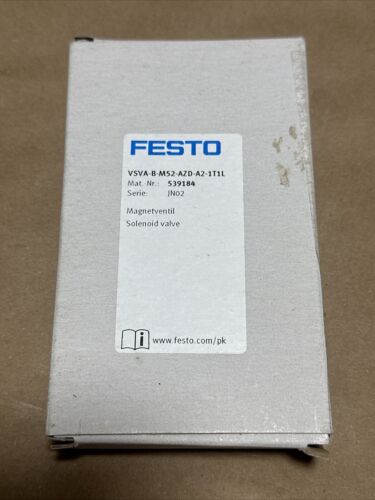 FESTO
VSVA-B-M52-AZD-A2-1T1L
Mat. Nr.: 539184
Serie: JN02
Magnetventil
Solenoid valve
www.festo.com/pk